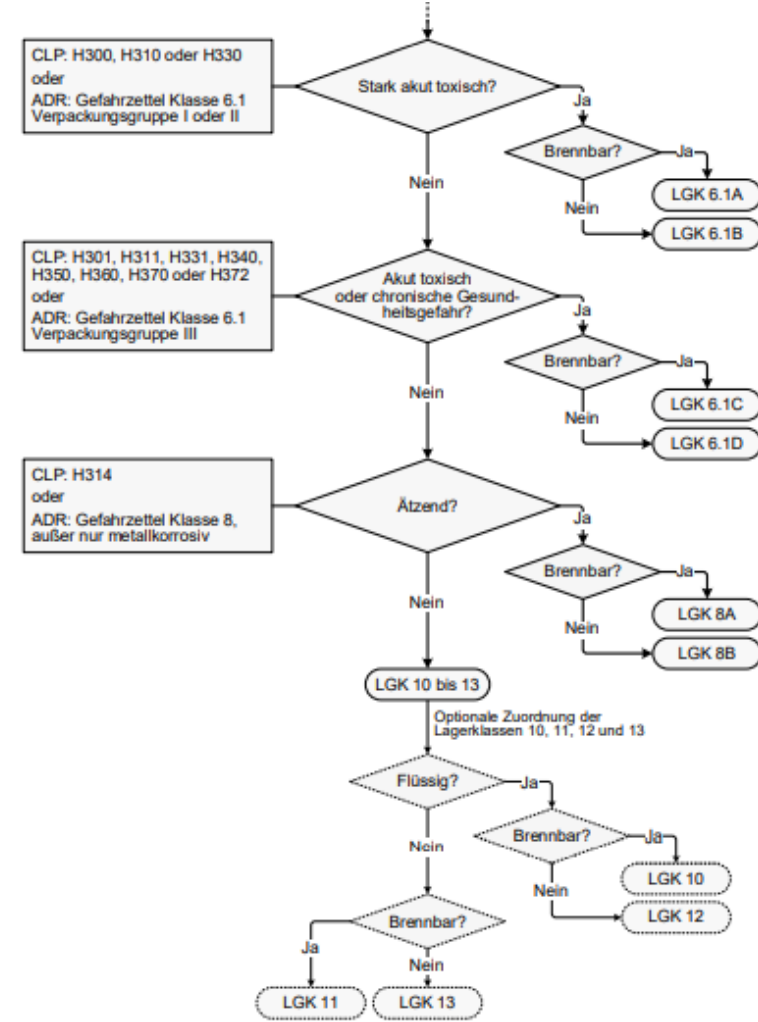 CLP: H300, H310 oder H330
oder
ADR: Gefahrzettel Klasse 6.1
Verpackungsgruppe I oder II
Stark akut toxisch?
Ja
Brennbar?
Ja
LGK 6.1A
Nein
LGK 6.1B
Nein
CLP: H301, H311, H331, H340,
H350, H360, H370 oder H372
oder
ADR: Gefahrzettel Klasse 6.1
Verpackungsgruppe III
Akut toxisch
oder chronische Gesund-
heitsgefahr?
Ja
Brennbar?
Ja
LGK 6.1C
Nein
LGK 6.1D
Nein
CLP: H314
oder
ADR: Gefahrzettel Klasse 8,
außer nur metallkorrosiv
Ätzend?
Ja
Brennbar?
Ja
LGK 8A
Nein
LGK 8B
Nein
LGK 10 bis 13
Optionale Zuordnung der
Lagerklassen 10, 11, 12 und 13
Flüssig?
Ja
Brennbar?
Ja
LGK 10
Nein
LGK 12
Nein
Brennbar?
Ja
Nein
LGK 11
LGK 13